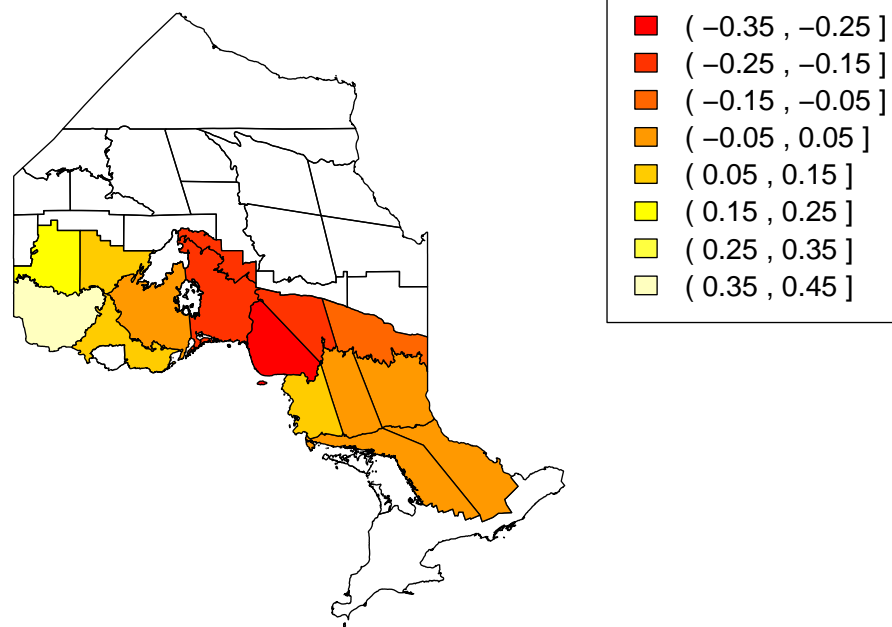 ( −0.35 , −0.25 ]
( −0.25 , −0.15 ]
( −0.15 , −0.05 ]
( −0.05 , 0.05 ]
( 0.05 , 0.15 ]
( 0.15 , 0.25 ]
( 0.25 , 0.35 ]
( 0.35 , 0.45 ]